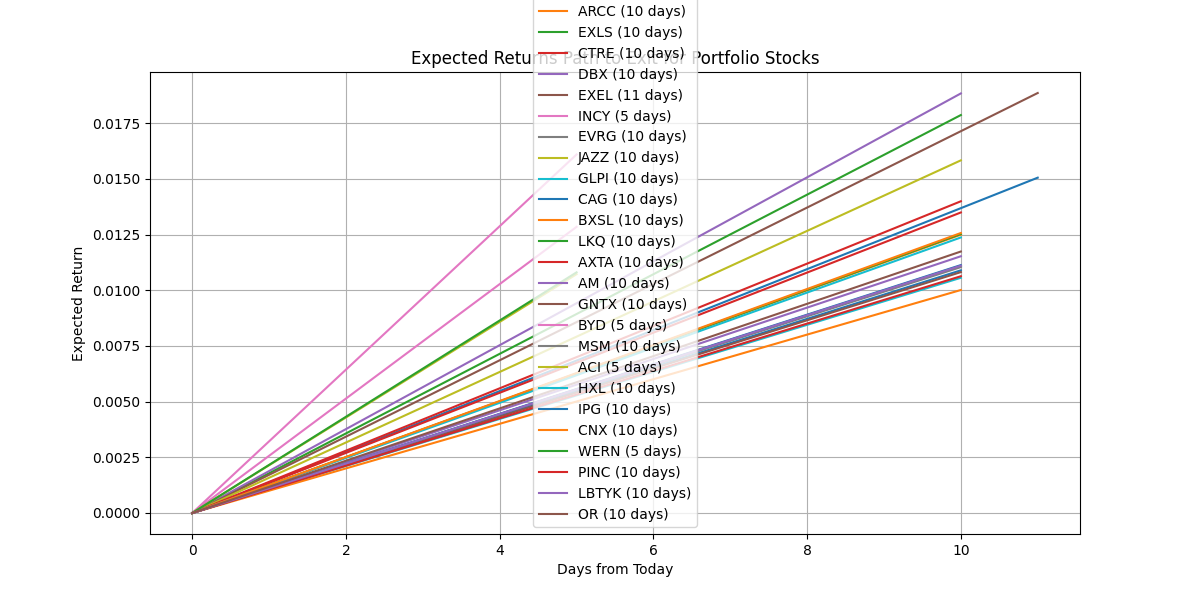 ARCC (10 days)
EXLS (10 days)
CTRE (10 days)
Expected Returns Path to Exit for Portfolio Stocks
DBX (10 days)
EXEL (11 days)
INCY (5 days)
EVRG (10 days)
JAZZ (10 days)
GLPI (10 days)
CAG (10 days)
BXSL (10 days)
LKQ (10 days)
AXTA (10 days)
AM (10 days)
GNTX (10 days)
BYD (5 days)
MSM (10 days)
ACI (5 days)
HXL (10 days)
IPG (10 days)
CNX (10 days)
WERN (5 days)
PINC (10 days)
LBTYK (10 days)
OR (10 days)
0.0175
0.0150
0.0125
0.0100
0.0075
0.0050
0.0025
0.0000
Expected Return
0 2 4 6 8 10
Days from Today